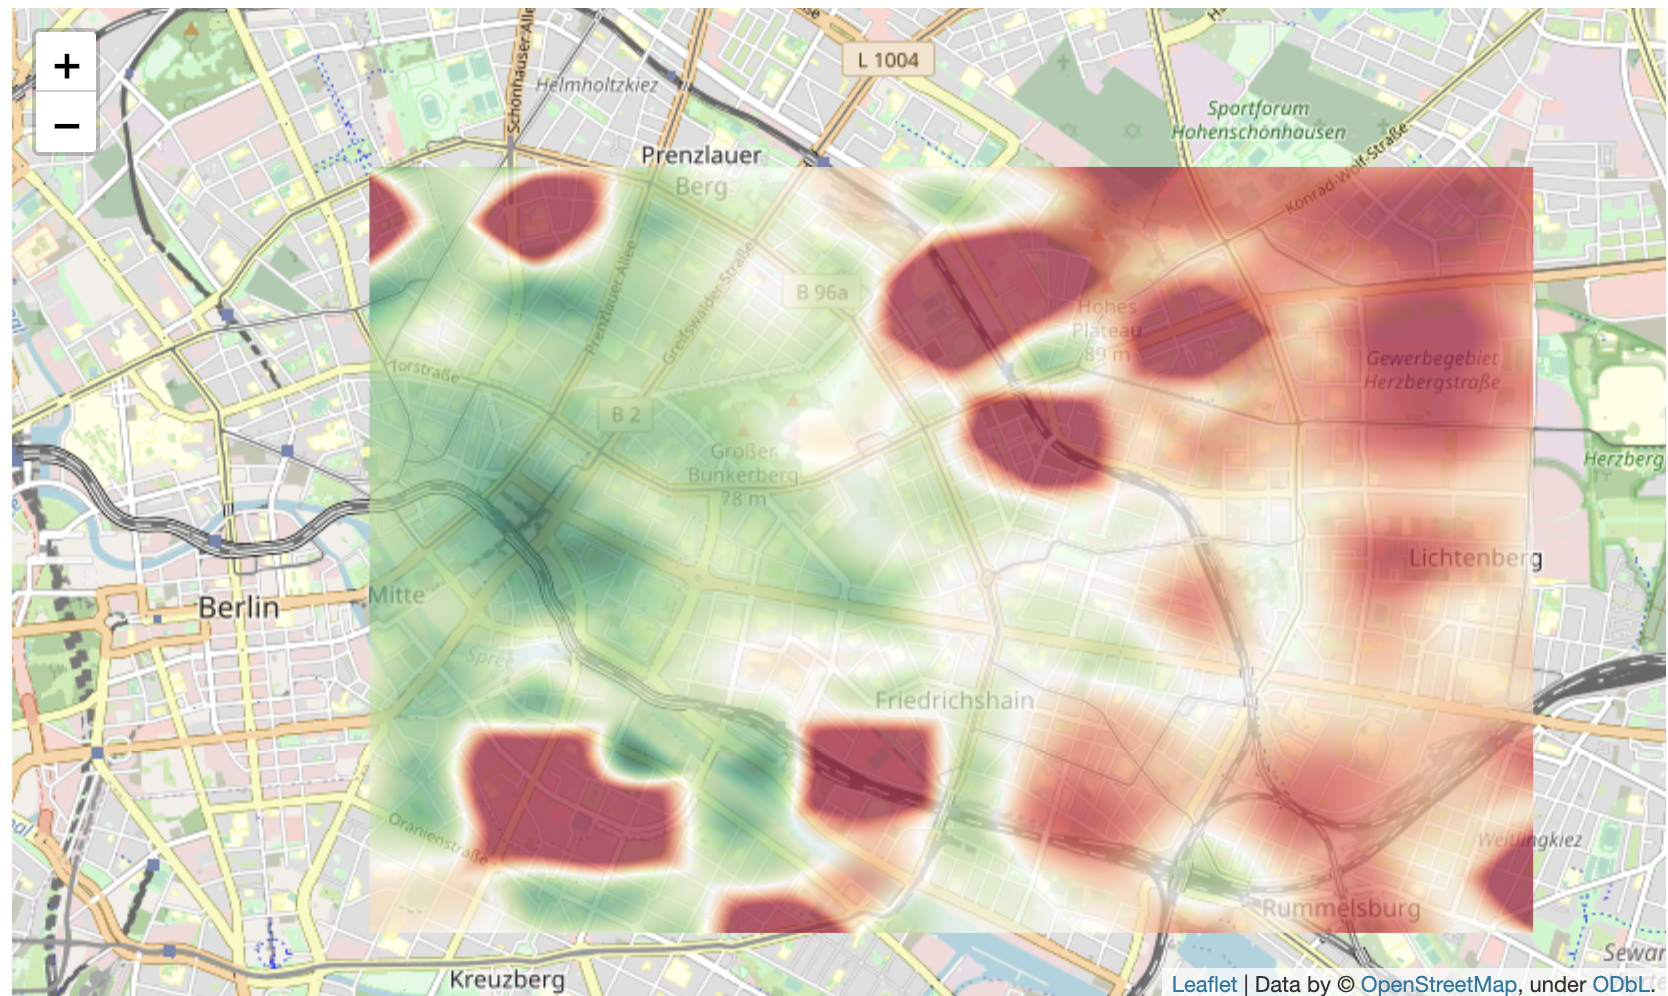 +
−
Schönhauser Alle
Helmholtzkiez
L 1004
Sportforum
Hohenschönhausen
Konrad-Wolf-Straße
Prenzlauer
Berg
B 96a
Prenzlauer Allee
Greifswalder Straße
Hohes
Plateau
89 m
Gewerbegebiet
Herzbergstraße
Torstraße
B 2
Großer
Bunkerberg
78 m
Herzberg
Lichtenberg
Mitte
Berlin
Spree
Friedrichshain
Oranienstraße
Weitlingkiez
Rummelsburg
Kreuzberg
Sewan
Leaflet | Data by © OpenStreetMap, under ODbL.